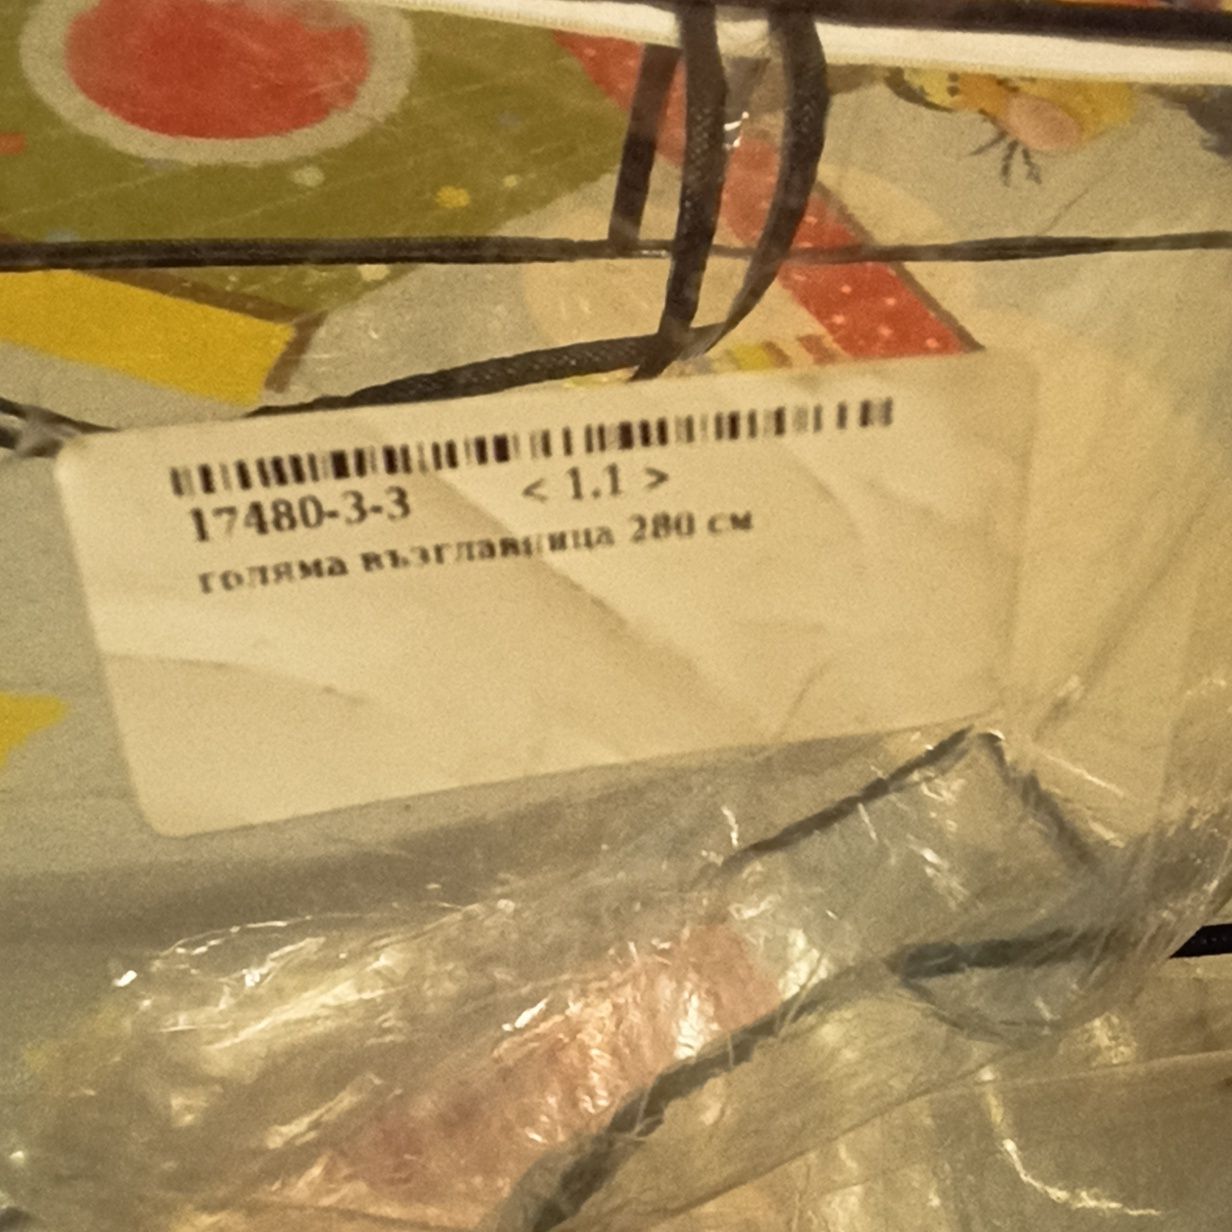 17480-3-3 < 1.1 >
голяма възглавница 280 см